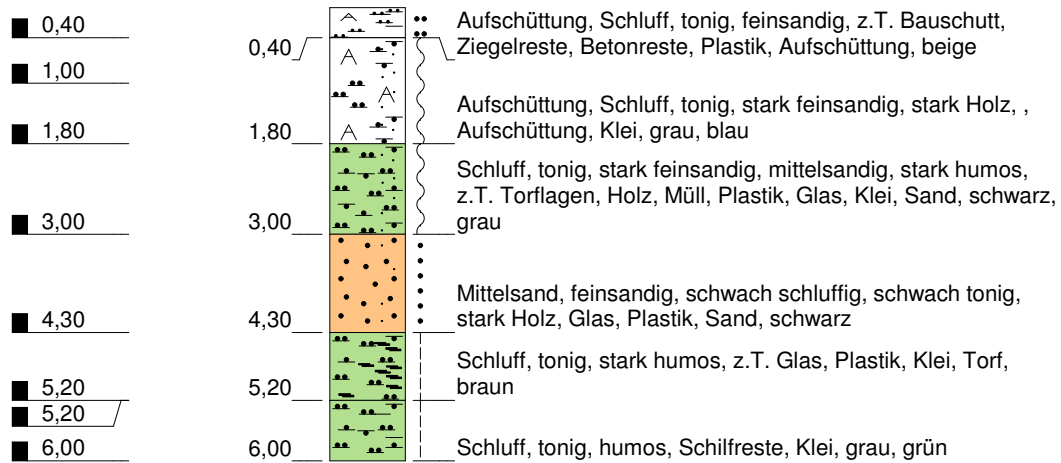 0,40
1,00
1,80
3,00
4,30
5,20
5,20
6,00
0,40
1,80
3,00
4,30
5,20
6,00
Aufschüttung, Schluff, tonig, feinsandig, z.T. Bauschutt,
Ziegelreste, Betonreste, Plastik, Aufschüttung, beige
Aufschüttung, Schluff, tonig, stark feinsandig, stark Holz, ,
Aufschüttung, Klei, grau, blau
Schluff, tonig, stark feinsandig, mittelsandig, stark humos,
z.T. Torflagen, Holz, Müll, Plastik, Glas, Klei, Sand, schwarz,
grau
Mittelsand, feinsandig, schwach schluffig, schwach tonig,
stark Holz, Glas, Plastik, Sand, schwarz
Schluff, tonig, stark humos, z.T. Glas, Plastik, Klei, Torf,
braun
Schluff, tonig, humos, Schilfreste, Klei, grau, grün